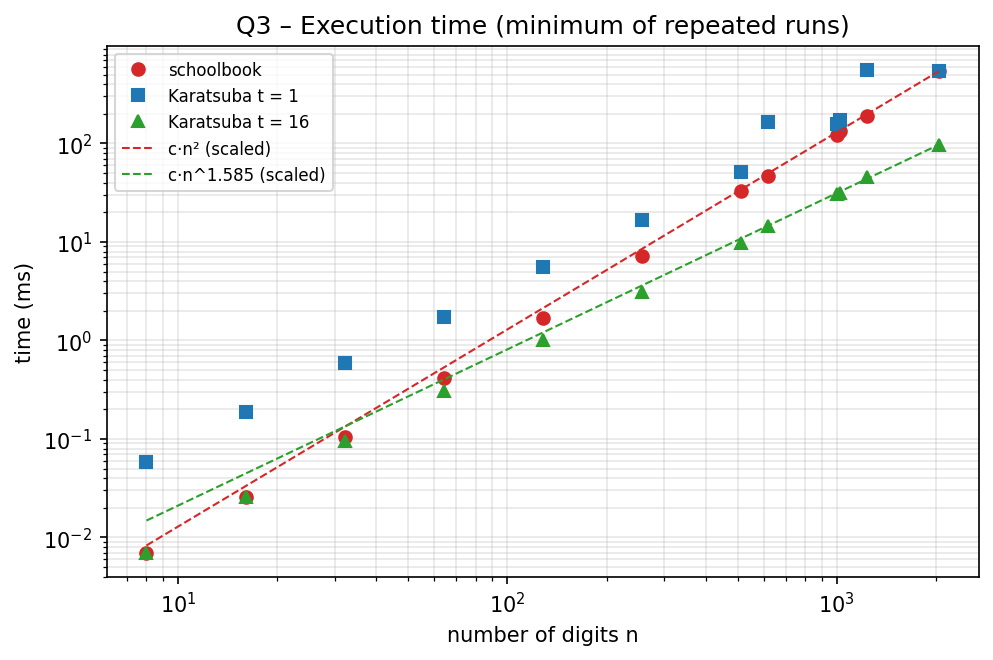 Q3 – Execution time (minimum of repeated runs)
schoolbook
Karatsuba t = 1
Karatsuba t = 16
c·n² (scaled)
c·n^1.585 (scaled)
time (ms)
10²
10¹
10⁰
10⁻¹
10⁻²
10¹ 10² 10³
number of digits n